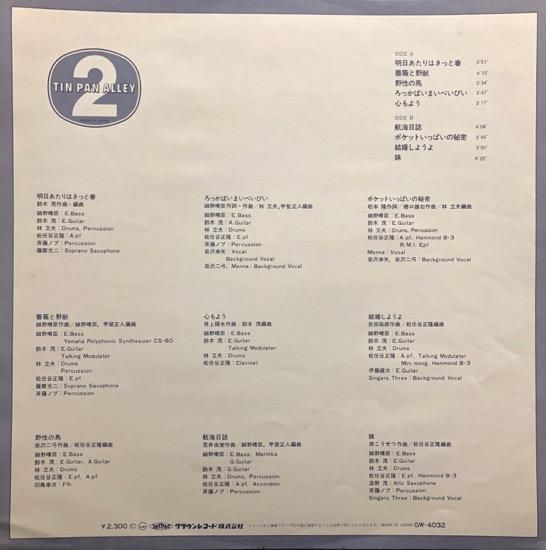 2
TIN PAN ALLEY
MADE IN JAPAN
SIDE A
明日あたりはきっと春 3'51"
薔薇と野獣 4'13"
野性の馬 3'34"
ろっかばいまいべいびい 3'47"
心もよう 3'17"
SIDE B
航海日誌 4'08"
ポケットいっぱいの秘密 3'49"
結婚しようよ 3'50"
妹 6'25"
明日あたりはきっと春
鈴木 茂作曲・編曲
細野晴臣：E.Bass
鈴木 茂：E.Guitar
林 立夫：Drums, Percussion
松任谷正隆：A.pf
斉藤ノブ：Percussion
薩摩光二：Soprano Saxophone
ろっかばいまいべいびい
細野晴臣作詞・作曲／林 立夫, 甲斐正人編曲
細野晴臣：E.Bass
鈴木 茂：A.Guitar
林 立夫：Drums
松任谷正隆：E.pf
斉藤ノブ：Percussion
岩沢幸矢：Vocal
Background Vocal
岩沢二弓, Manna：Background Vocal
ポケットいっぱいの秘密
松本 隆作詞／穂口雄右作曲／林 立夫編曲
細野晴臣：E.Bass
鈴木 茂：E.Guitar
林 立夫：Drums, Percussion
松任谷正隆：A.pf, Hammond B-3
R.M.I. Epf
Manna：Vocal
岩沢幸矢, 岩沢二弓：Background Vocal
薔薇と野獣
細野晴臣作曲／細野晴臣, 甲斐正人編曲
細野晴臣：E.Bass
Yamaha Polyphonic Synthesizer CS-60
鈴木 茂：E.Guitar
Talking Modulater
林 立夫：Drums
Percussion
松任谷正隆：E.pf
薩摩光二：Soprano Saxophone
斉藤ノブ：Percussion
心もよう
井上陽水作曲／鈴木 茂編曲
細野晴臣：E.Bass
鈴木 茂：E.Guitar
Talking Modulater
林 立夫：Drums
松任谷正隆：Clavinet
結婚しようよ
吉田拓郎作曲／松任谷正隆編曲
細野晴臣：E.Bass
林 立夫：Drums
松任谷正隆：A.pf, Talking Modulater
Mini moog, Hammond B-3
伊藤銀次：E.Guitar
Singers Three：Background Vocal
野性の馬
岩沢二弓作曲／松任谷正隆編曲
細野晴臣：E.Bass
鈴木 茂：E.Guitar, A.Guitar
林 立夫：Drums
松任谷正隆：E.pf, A.pf
羽鳥幸次：F'lh
航海日誌
荒井由実作曲／細野晴臣, 甲斐正人編曲
細野晴臣：E.Bass, Marimba
G.Guitar
鈴木 茂：G.Guitar
林 立夫：Drums, Percussion
松任谷正隆：A.pf, Accordion
斉藤ノブ：Percussion
妹
南こうせつ作曲／松任谷正隆編曲
細野晴臣：E.Bass
鈴木 茂：E.Guitar
林 立夫：Drums
松任谷正隆：E.pf, Hammond B-3
斉藤ノブ：Percussion
Singers Three：Background Vocal
￥2,300 Ⓒ クラウンレコード株式会社
MADE IN JAPAN GW-4032